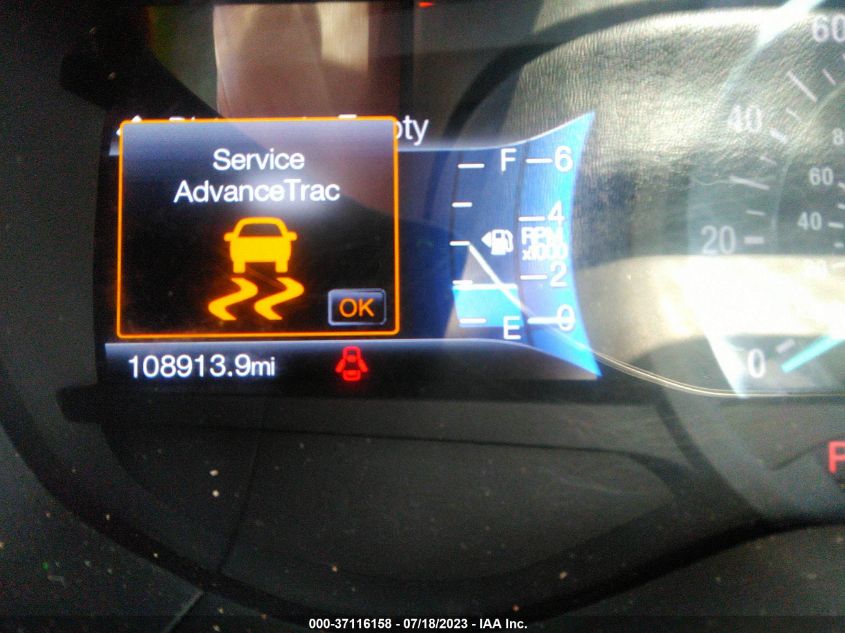 Service
AdvanceTrac
OK
108913.9mi
F
E
6
4
RPM
x1000
2
0
60
40
20
0
8
60
40
P
000-37116158 - 07/18/2023 - IAA Inc.